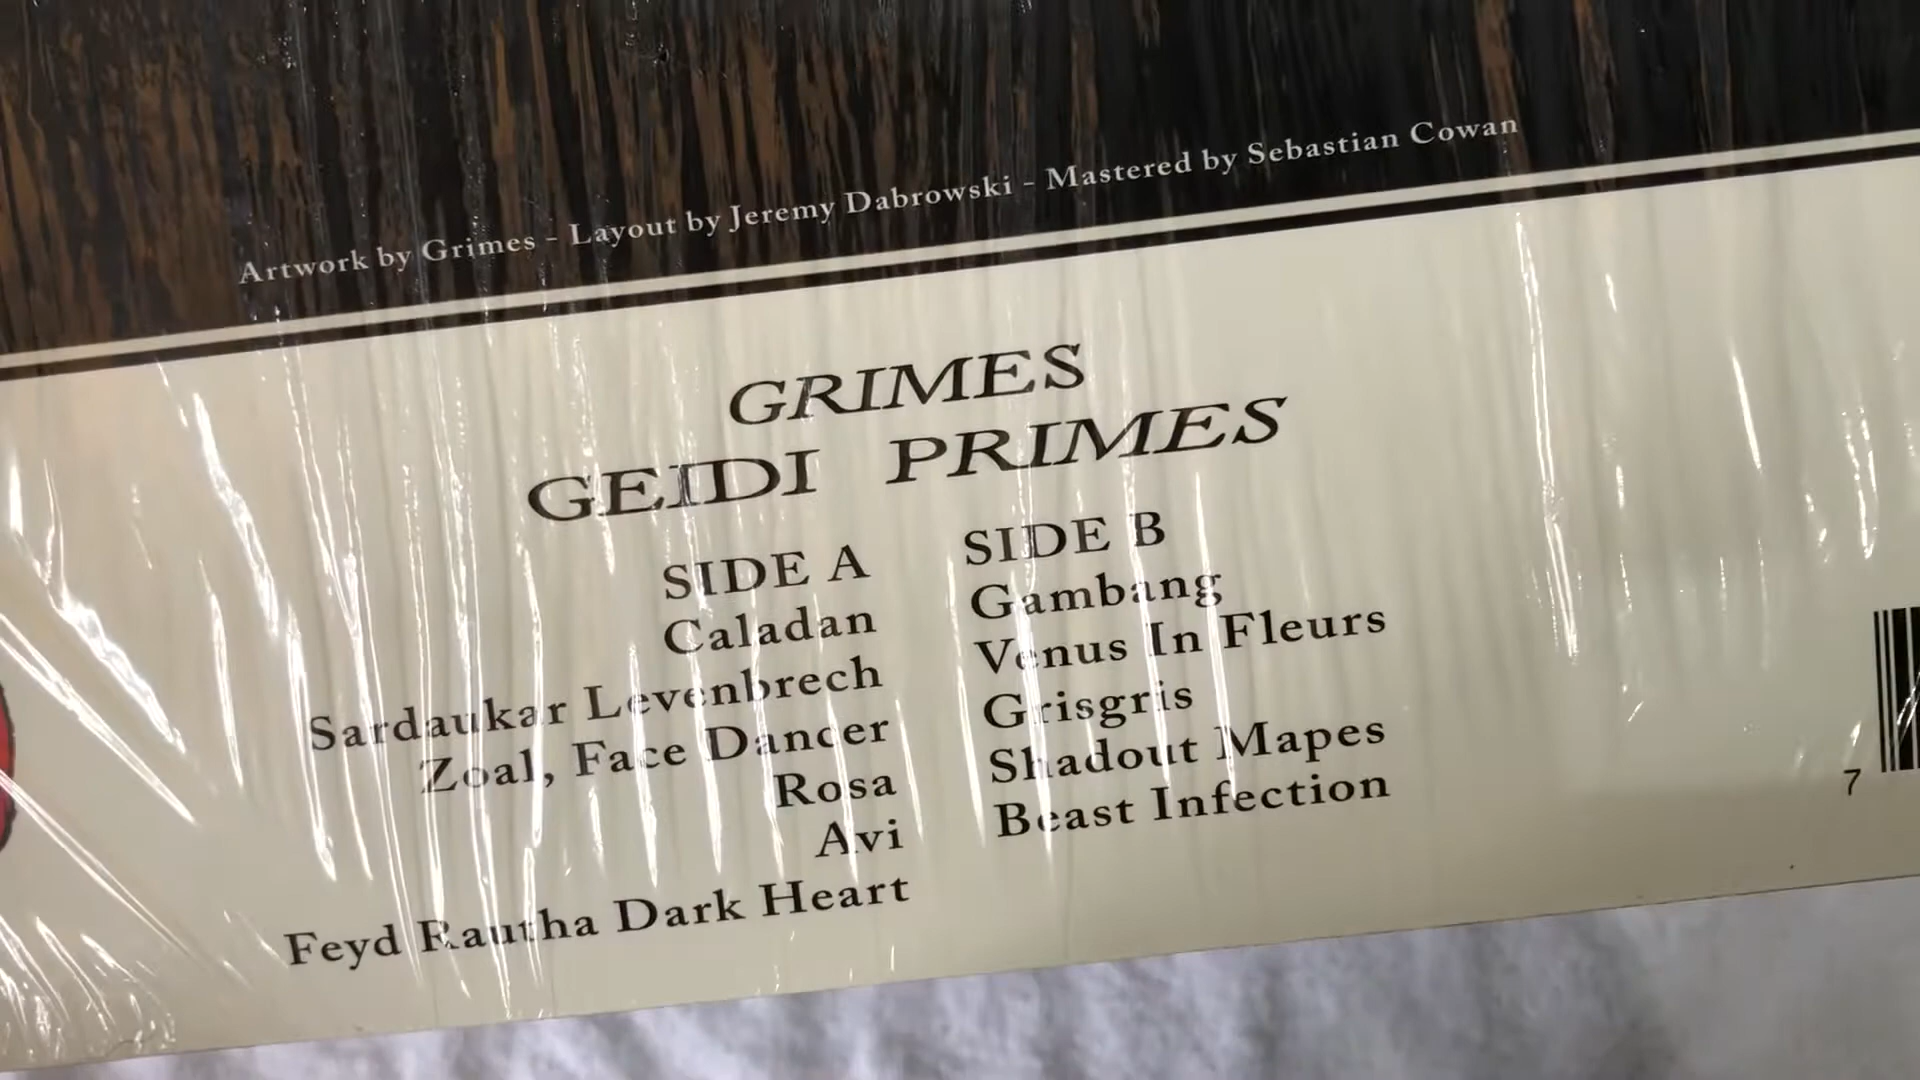 Artwork by Grimes - Layout by Jeremy Dabrowski - Mastered by Sebastian Cowan
GRIMES
GEIDI PRIMES
SIDE A
Caladan
Sardaukar Levenbrech
Zoal, Face Dancer
Rosa
Avi
Feyd Rautha Dark Heart
SIDE B
Gambang
Venus In Fleurs
Grisgris
Shadout Mapes
Beast Infection
7